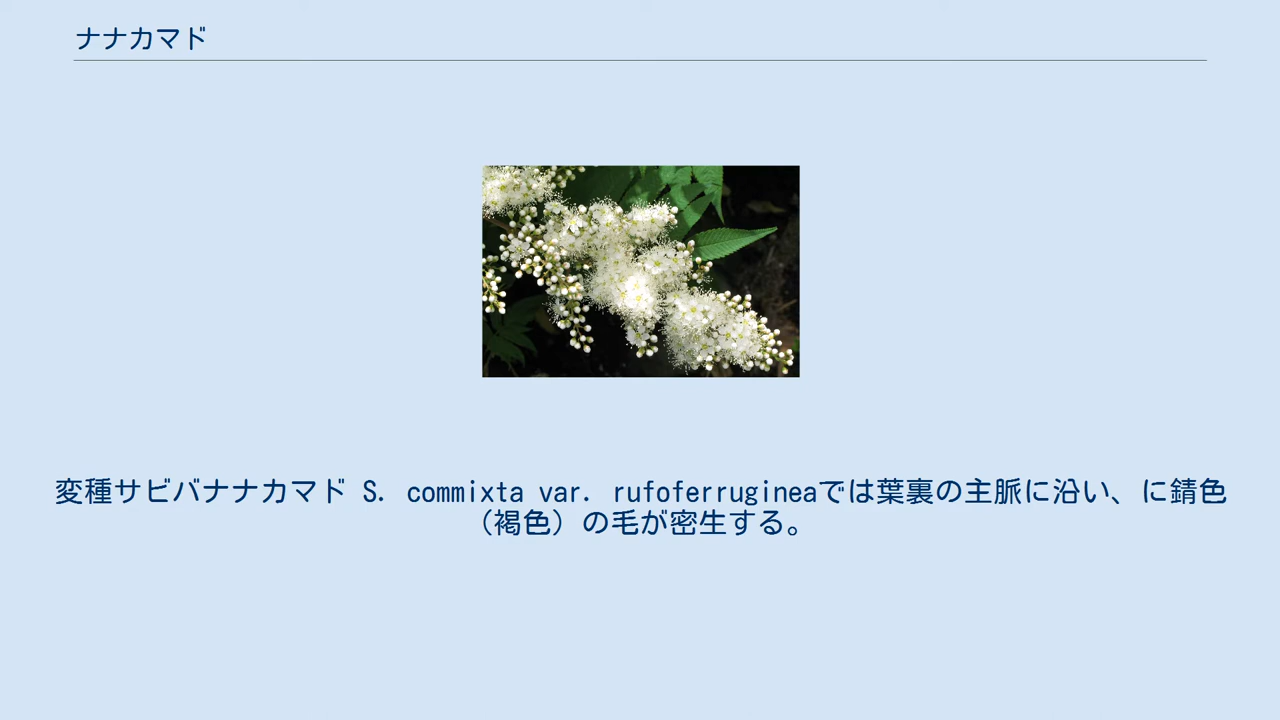 ナナカマド
変種サビバナナカマド S. commixta var. rufoferrugineaでは葉裏の主脈に沿い、に錆色
（褐色）の毛が密生する。